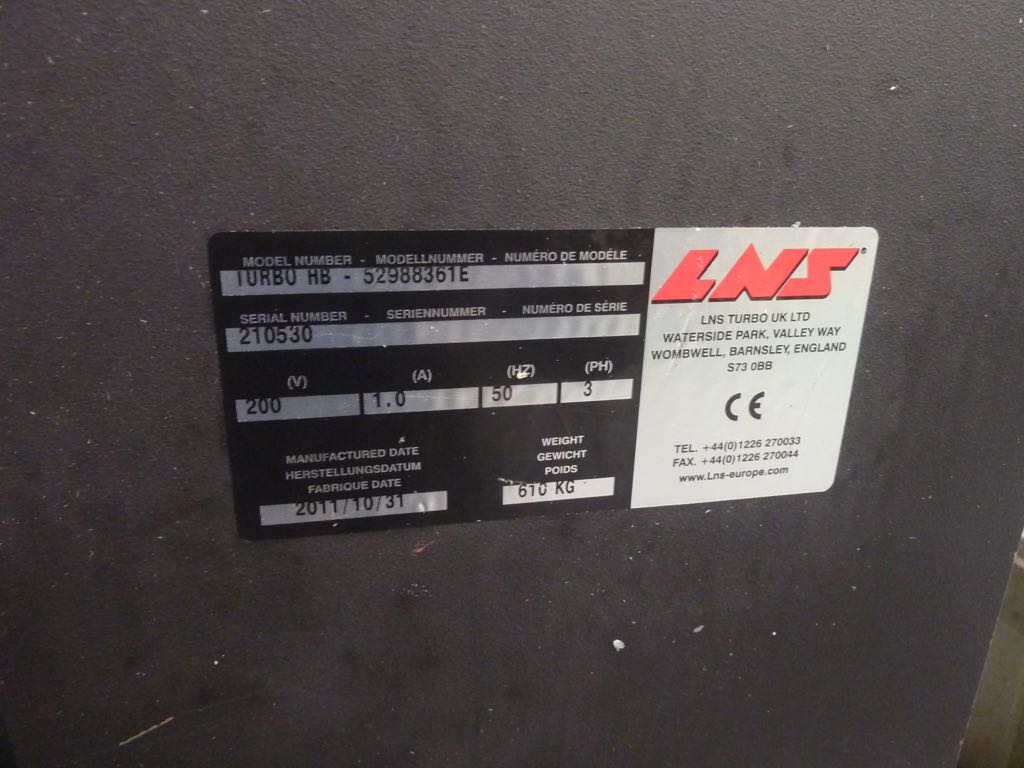 MODEL NUMBER - MODELLNUMMER - NUMÉRO DE MODÉLE
TURBO HB - 52988361E
SERIAL NUMBER - SERIENNUMMER - NUMÉRO DE SÉRIE
210530
(V) (A) (HZ) (PH)
200 1.0 50 3
MANUFACTURED DATE
HERSTELLUNGSDATUM
FABRIQUE DATE
2011/10/31
WEIGHT
GEWICHT
POIDS
610 KG
LNS®
LNS TURBO UK LTD
WATERSIDE PARK, VALLEY WAY
WOMBWELL, BARNSLEY, ENGLAND
S73 0BB
CE
TEL. +44(0)1226 270033
FAX. +44(0)1226 270044
www.Lns-europe.com